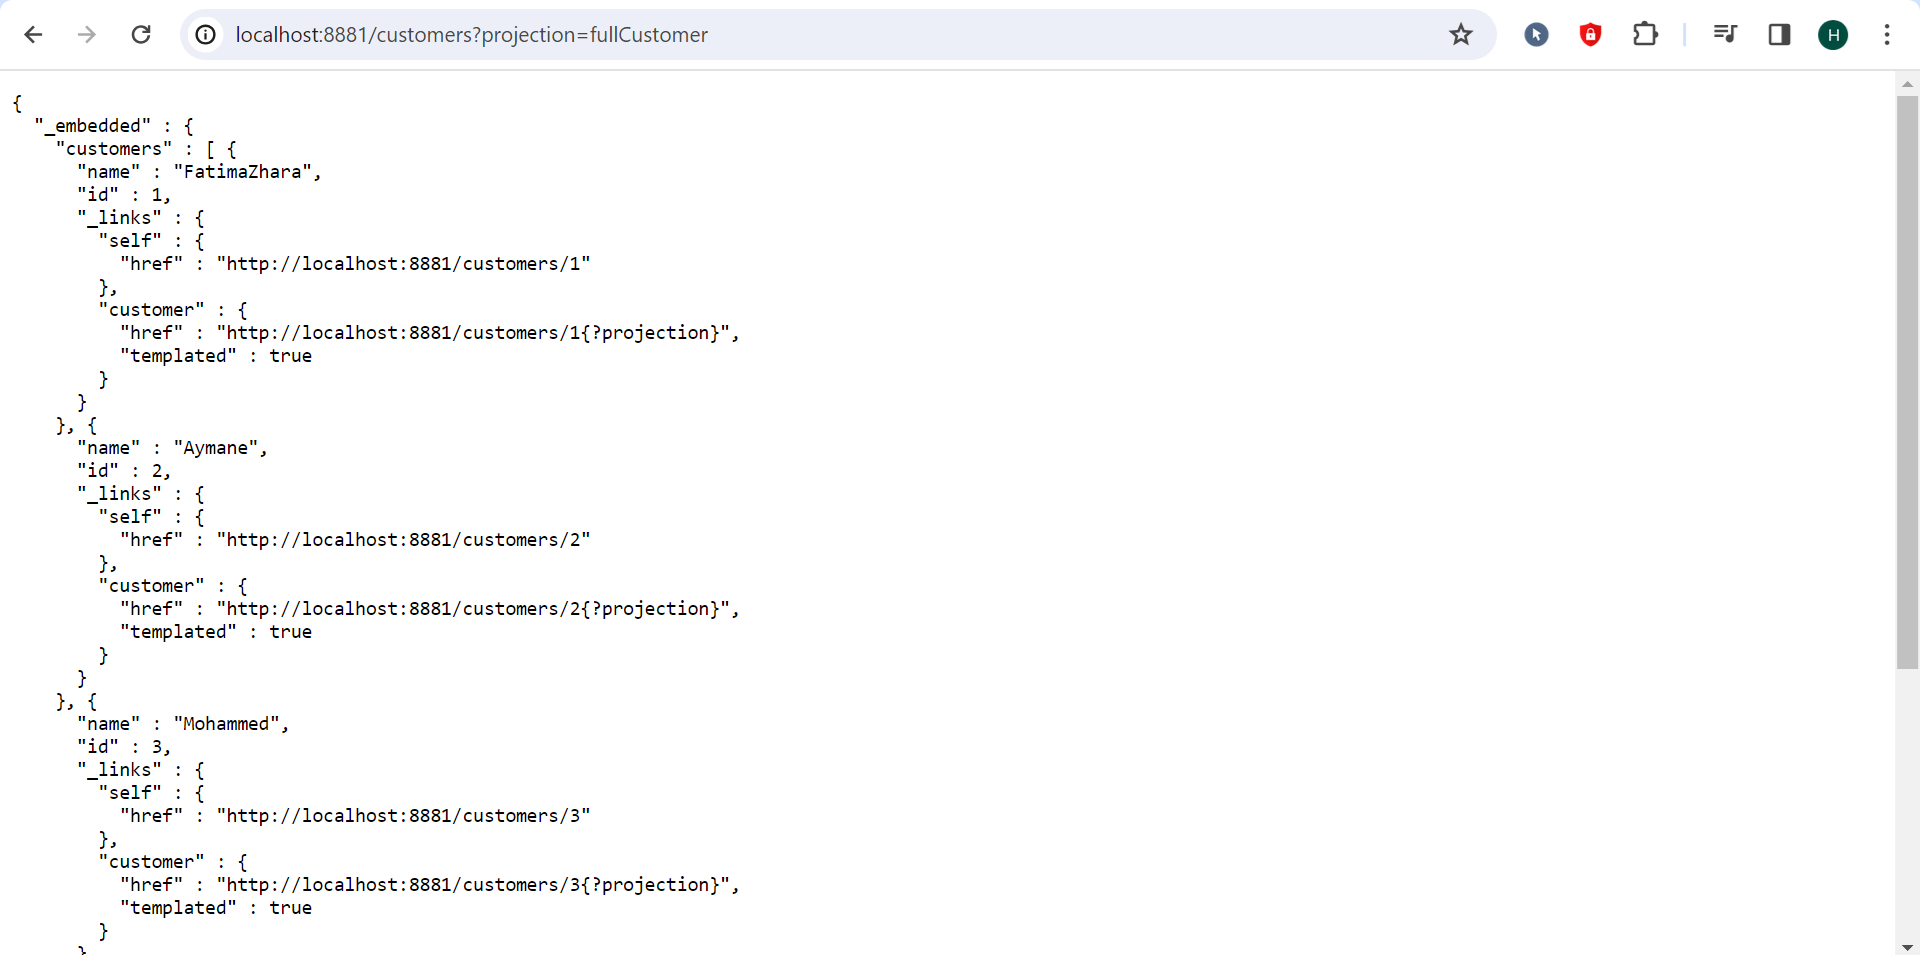 localhost:8881/customers?projection=fullCustomer
H
{
  "_embedded" : {
    "customers" : [ {
      "name" : "FatimaZhara",
      "id" : 1,
      "_links" : {
        "self" : {
          "href" : "http://localhost:8881/customers/1"
        },
        "customer" : {
          "href" : "http://localhost:8881/customers/1{?projection}",
          "templated" : true
        }
      }
    }, {
      "name" : "Aymane",
      "id" : 2,
      "_links" : {
        "self" : {
          "href" : "http://localhost:8881/customers/2"
        },
        "customer" : {
          "href" : "http://localhost:8881/customers/2{?projection}",
          "templated" : true
        }
      }
    }, {
      "name" : "Mohammed",
      "id" : 3,
      "_links" : {
        "self" : {
          "href" : "http://localhost:8881/customers/3"
        },
        "customer" : {
          "href" : "http://localhost:8881/customers/3{?projection}",
          "templated" : true
        }
      }